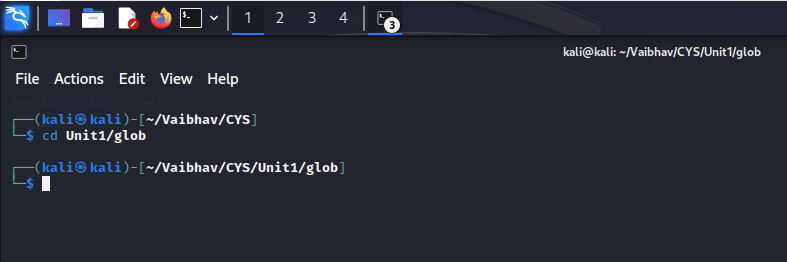 1 2 3 4 3
kali@kali: ~/Vaibhav/CYS/Unit1/glob
File Actions Edit View Help
┌──(kali㉿kali)-[~/Vaibhav/CYS]
└─$ cd Unit1/glob
┌──(kali㉿kali)-[~/Vaibhav/CYS/Unit1/glob]
└─$